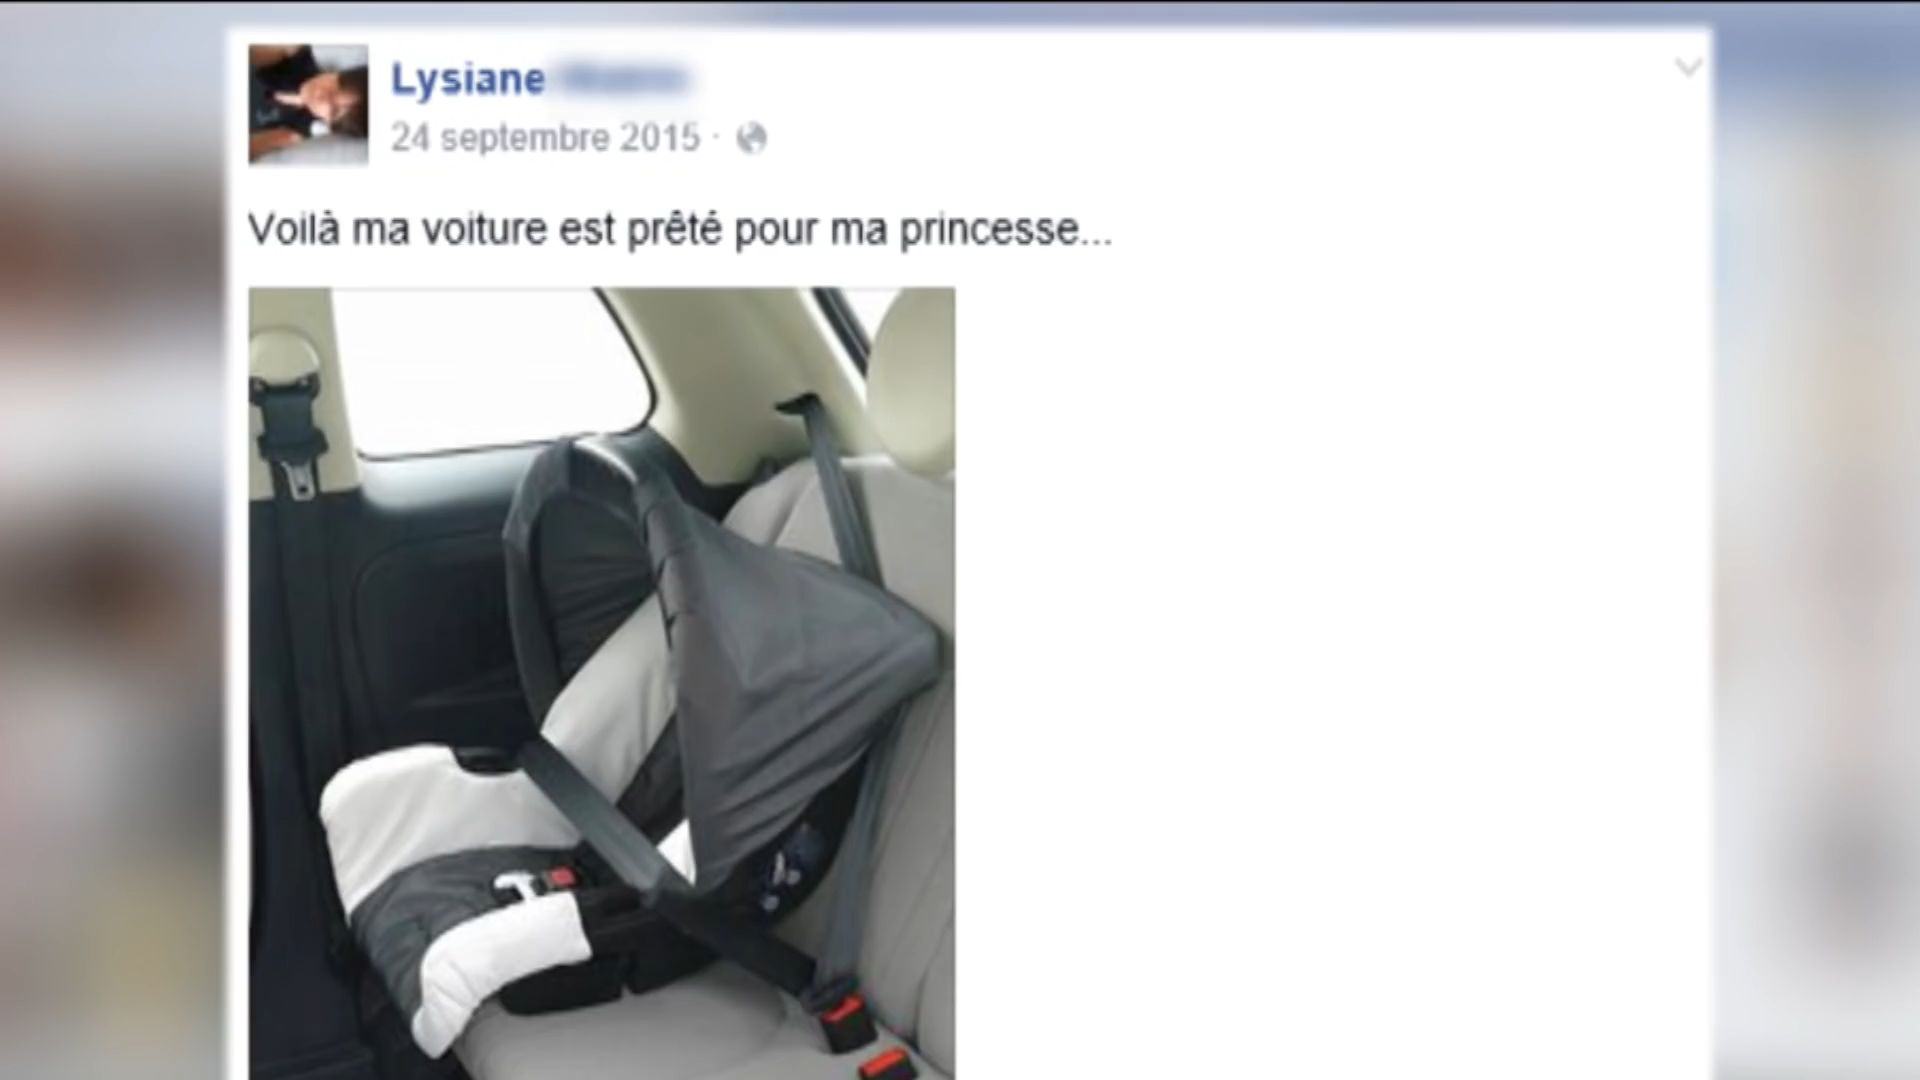 Lysiane
24 septembre 2015 ·
Voilà ma voiture est prêté pour ma princesse...